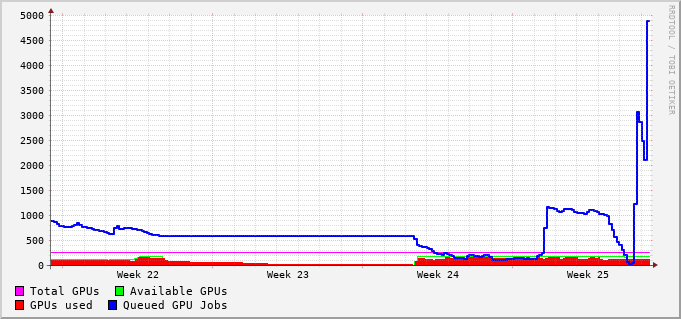 5000
4500
4000
3500
3000
2500
2000
1500
1000
500
0
Week 22 Week 23 Week 24 Week 25
Total GPUs Available GPUs
GPUs used Queued GPU Jobs
RRDTOOL / TOBI OETIKER